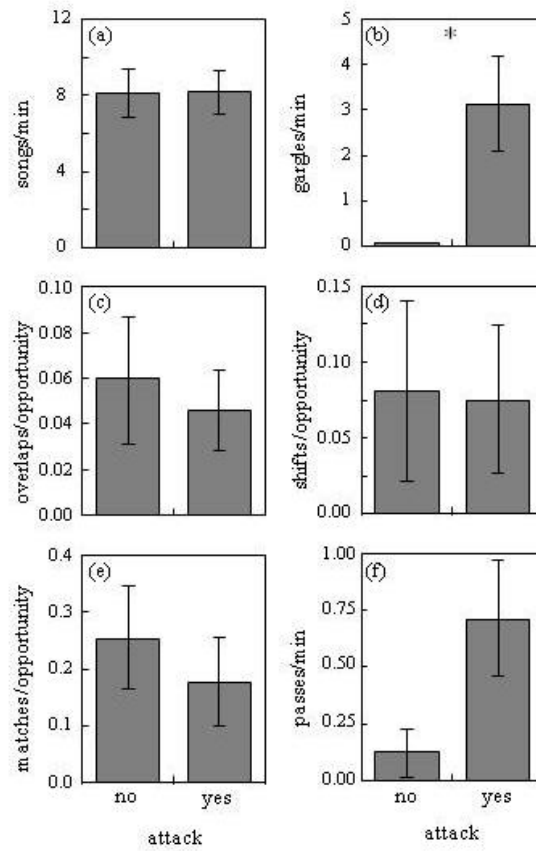 (a)
songs/min
12
8
4
0
(b)
*
gargles/min
5
4
3
2
1
0
(c)
overlaps/opportunity
0.10
0.08
0.06
0.04
0.02
0.00
(d)
shifts/opportunity
0.15
0.10
0.05
0.00
(e)
matches/opportunity
0.4
0.3
0.2
0.1
0.0
no yes
attack
(f)
passes/min
1.00
0.75
0.50
0.25
0.00
no yes
attack